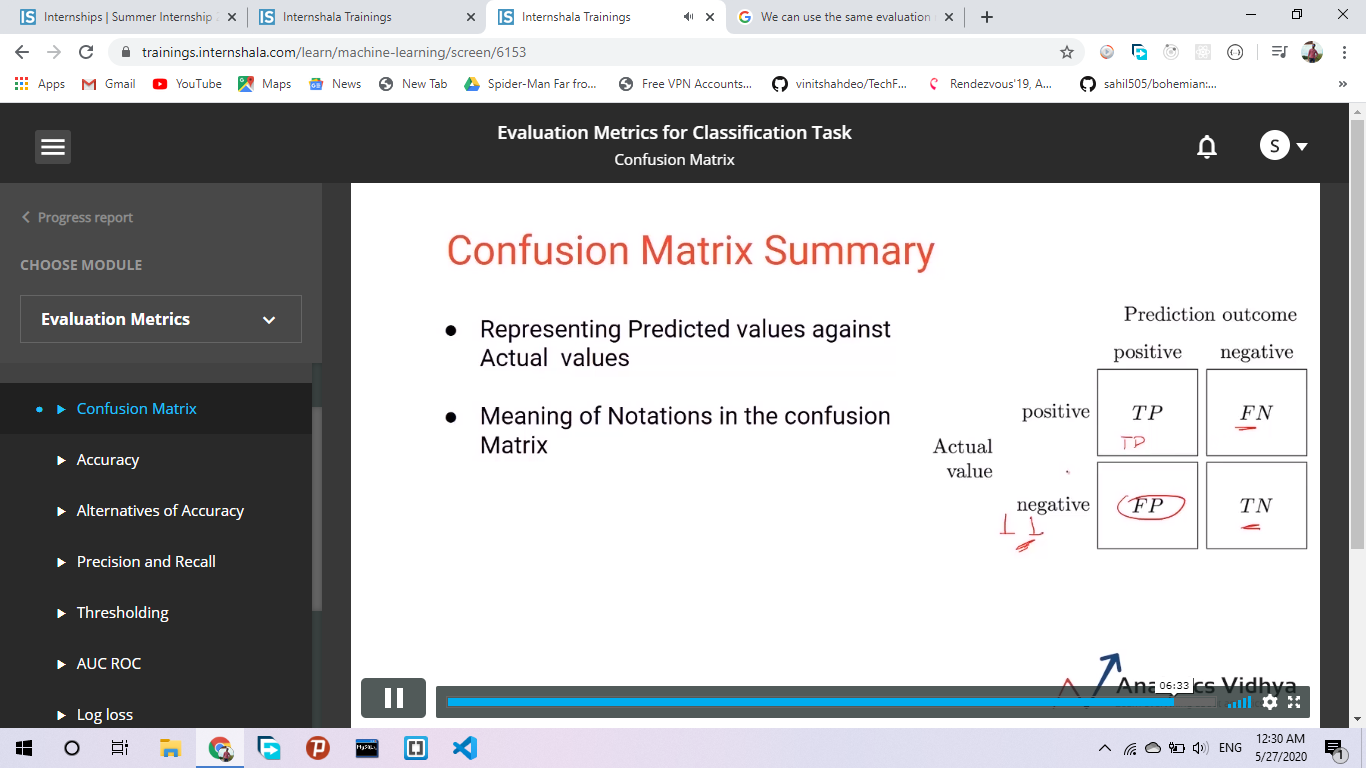 Internships | Summer Internship
Internshala Trainings
Internshala Trainings
We can use the same evaluation
trainings.internshala.com/learn/machine-learning/screen/6153
Apps
Gmail
YouTube
Maps
News
New Tab
Spider-Man Far fro...
Free VPN Accounts...
vinitshahdeo/TechF...
Rendezvous'19, A...
sahil505/bohemian:...
»
Evaluation Metrics for Classification Task
Confusion Matrix
S
Progress report
CHOOSE MODULE
Evaluation Metrics
Confusion Matrix
Accuracy
Alternatives of Accuracy
Precision and Recall
Thresholding
AUC ROC
Log loss
Confusion Matrix Summary
● Representing Predicted values against
Actual values
● Meaning of Notations in the confusion
Matrix
Prediction outcome
positive negative
positive TP FN
TP
Actual
value
negative FP TN
06:33
Vidhya
MySQL
ENG
12:30 AM
5/27/2020
1